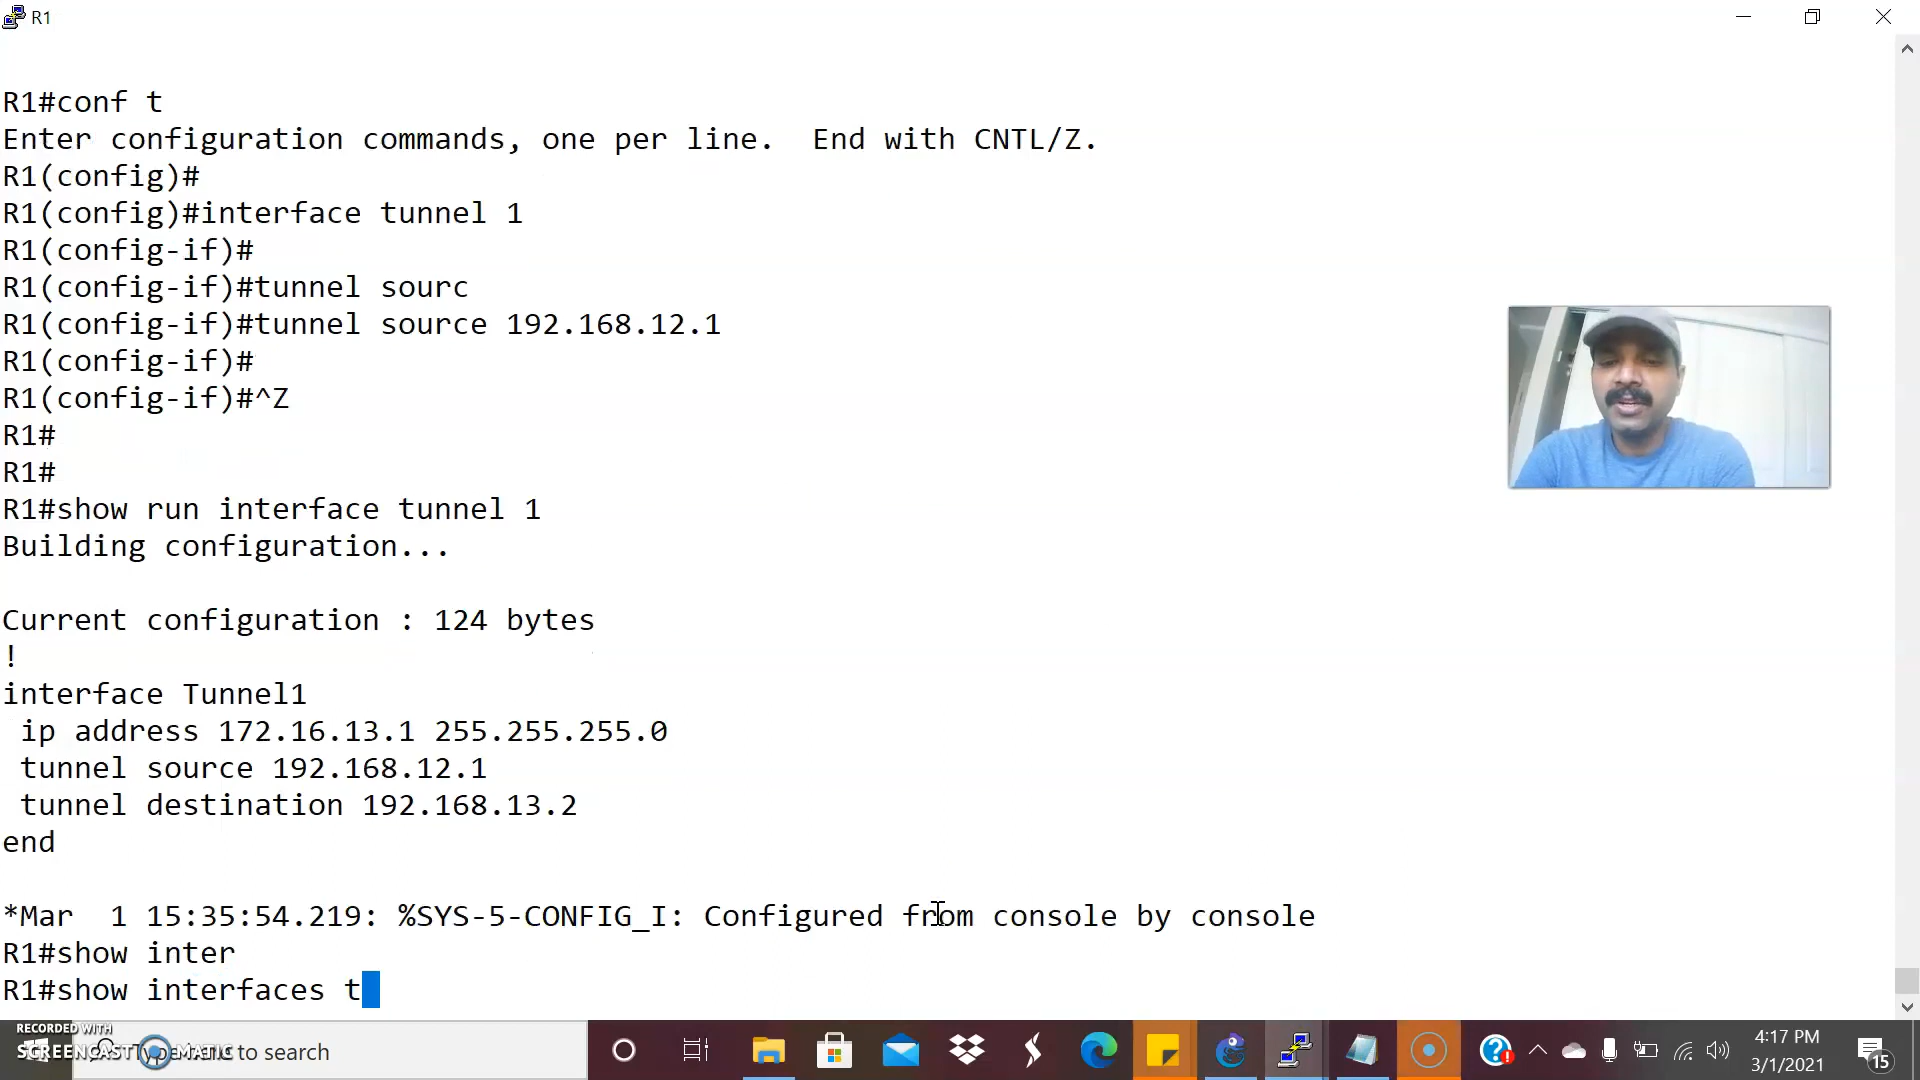 R1
R1#conf t
Enter configuration commands, one per line.  End with CNTL/Z.
R1(config)#
R1(config)#interface tunnel 1
R1(config-if)#
R1(config-if)#tunnel sourc
R1(config-if)#tunnel source 192.168.12.1
R1(config-if)#
R1(config-if)#^Z
R1#
R1#
R1#show run interface tunnel 1
Building configuration...
Current configuration : 124 bytes
!
interface Tunnel1
 ip address 172.16.13.1 255.255.255.0
 tunnel source 192.168.12.1
 tunnel destination 192.168.13.2
end
*Mar  1 15:35:54.219: %SYS-5-CONFIG_I: Configured from console by console
R1#show inter
R1#show interfaces t
RECORDED WITH
SCREENCAST MATIC
Type here to search
4:17 PM
3/1/2021
15